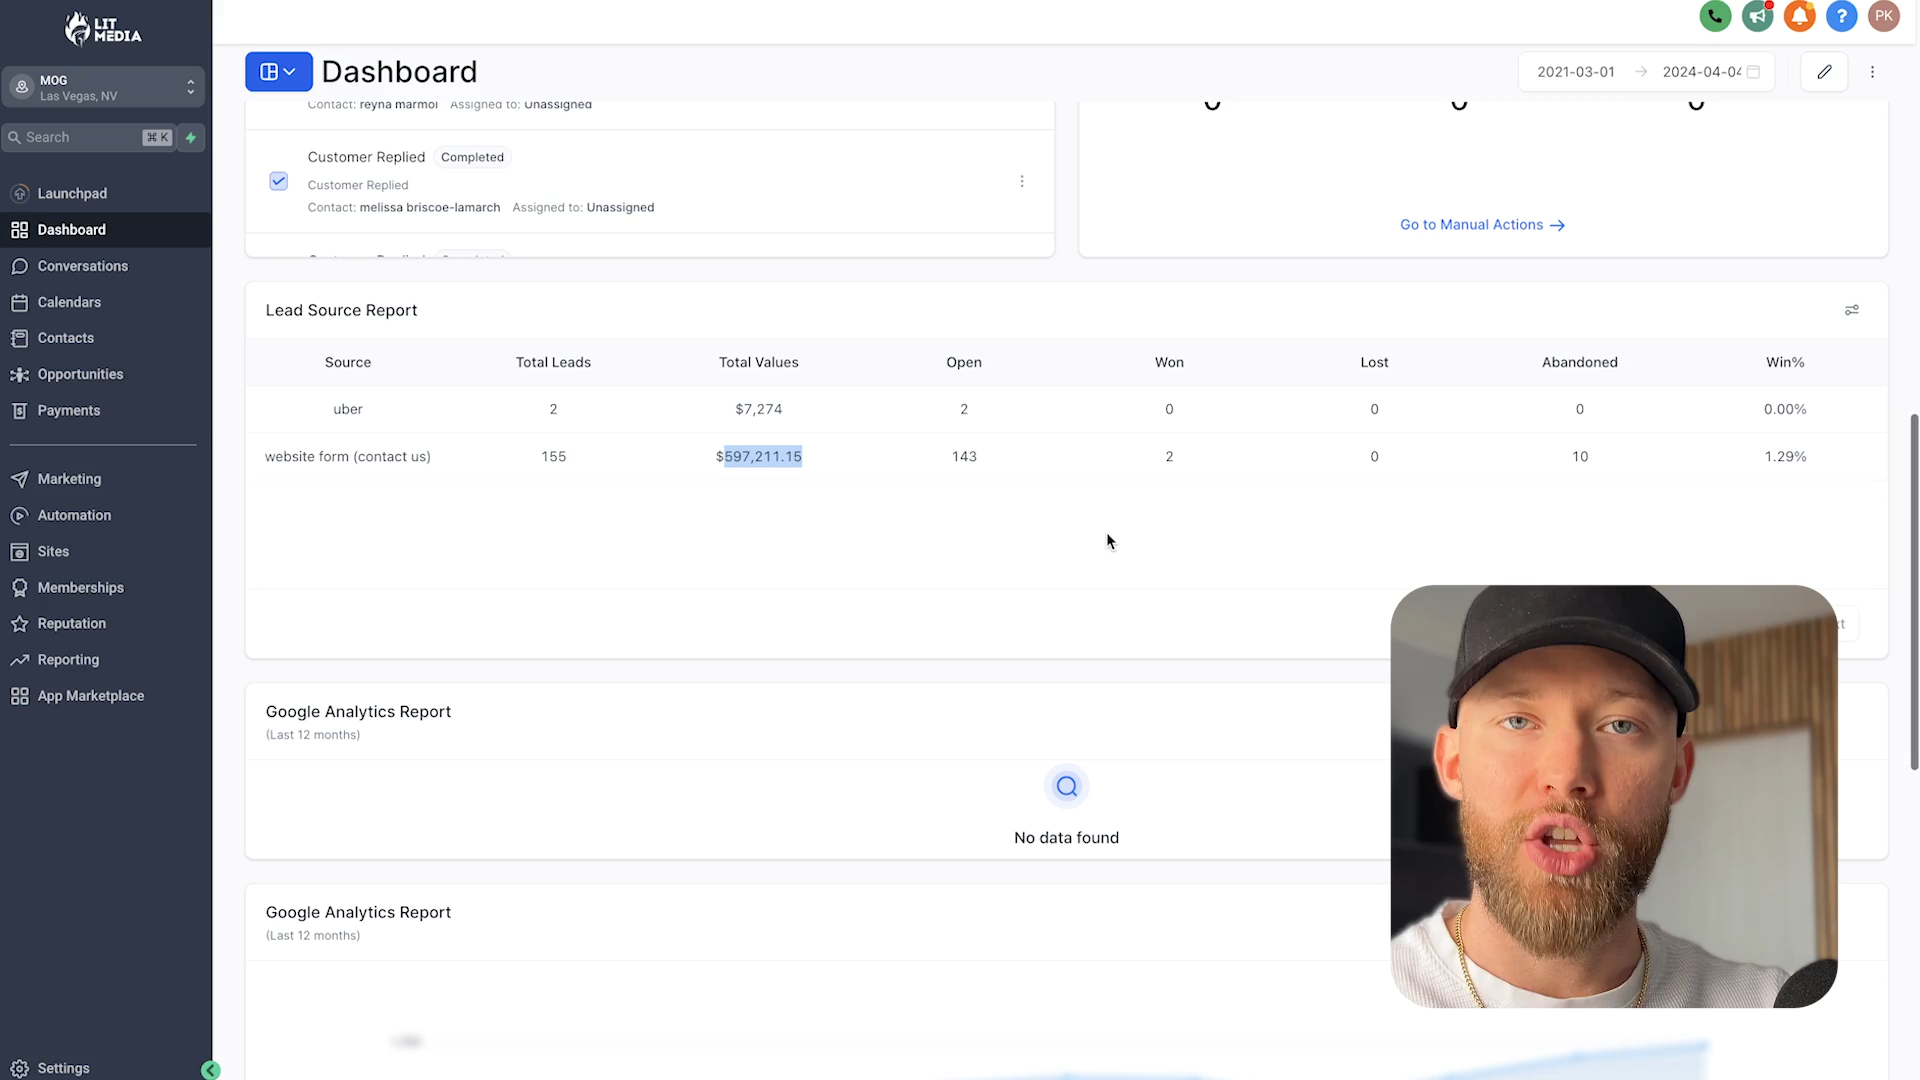 LIT
MEDIA
MOG
Las Vegas, NV
Search
⌘ K
Launchpad
Dashboard
Conversations
Calendars
Contacts
Opportunities
Payments
Marketing
Automation
Sites
Memberships
Reputation
Reporting
App Marketplace
Settings
?
PK
Dashboard
2021-03-01 → 2024-04-04
Contact: reyna marmol Assigned to: Unassigned
Customer Replied Completed
Customer Replied
Contact: melissa briscoe-lamarch Assigned to: Unassigned
0 0 0
Go to Manual Actions →
Lead Source Report
Source Total Leads Total Values Open Won Lost Abandoned Win%
uber 2 $7,274 2 0 0 0 0.00%
website form (contact us) 155 $597,211.15 143 2 0 10 1.29%
Google Analytics Report
(Last 12 months)
No data found
Google Analytics Report
(Last 12 months)